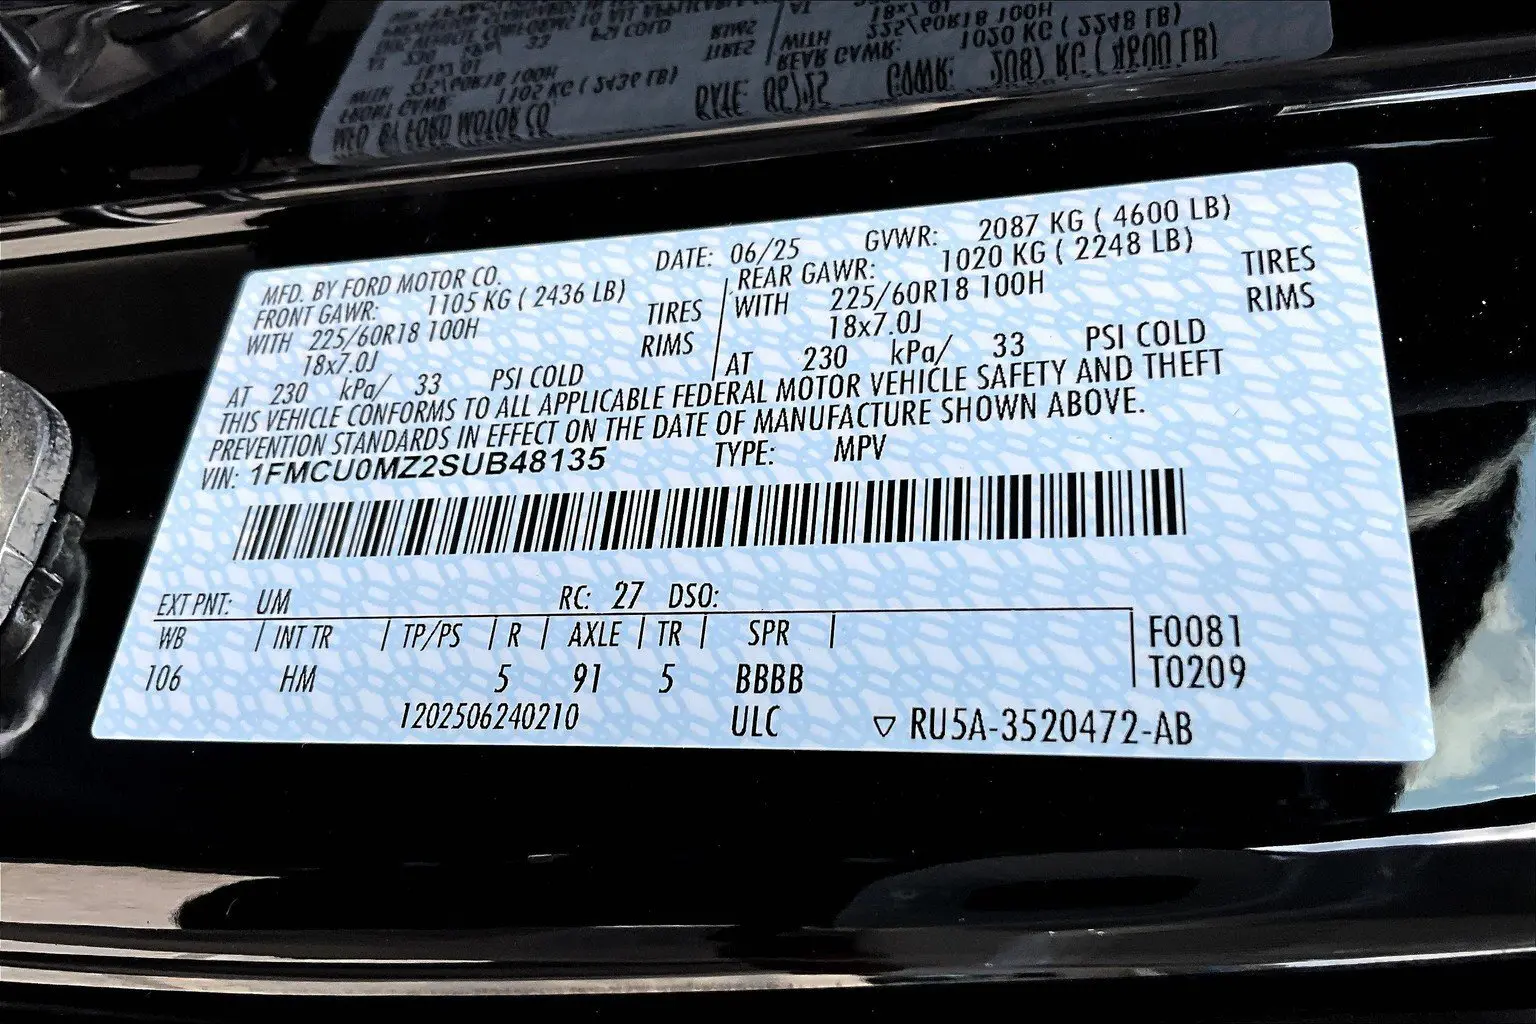 MFD. BY FORD MOTOR CO. DATE: 06/25 GVWR: 2087 KG ( 4600 LB)
FRONT GAWR: 1105 KG ( 2436 LB) REAR GAWR: 1020 KG ( 2248 LB)
WITH 225/60R18 100H TIRES WITH 225/60R18 100H TIRES
18x7.0J RIMS 18x7.0J RIMS
AT 230 kPa/ 33 PSI COLD AT 230 kPa/ 33 PSI COLD
THIS VEHICLE CONFORMS TO ALL APPLICABLE FEDERAL MOTOR VEHICLE SAFETY AND THEFT
PREVENTION STANDARDS IN EFFECT ON THE DATE OF MANUFACTURE SHOWN ABOVE.
VIN: 1FMCU0MZ2SUB48135 TYPE: MPV
EXT PNT: UM RC: 27 DSO:
WB | INT TR | TP/PS | R | AXLE | TR | SPR | F0081
106 HM 5 91 5 BBBB T0209
1202506240210 ULC ▽ RU5A-3520472-AB